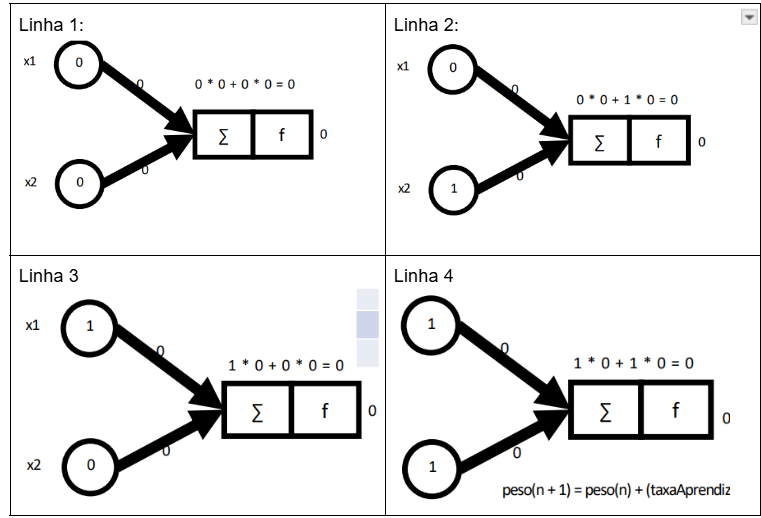 Linha 1:
x1
0
0
0 * 0 + 0 * 0 = 0
∑
f
0
x2
0
0
Linha 2:
x1
0
0
0 * 0 + 1 * 0 = 0
∑
f
0
x2
1
0
Linha 3
x1
1
0
1 * 0 + 0 * 0 = 0
∑
f
0
x2
0
0
Linha 4
1
0
1 * 0 + 1 * 0 = 0
∑
f
0
1
0
peso(n + 1) = peso(n) + (taxaAprendiz